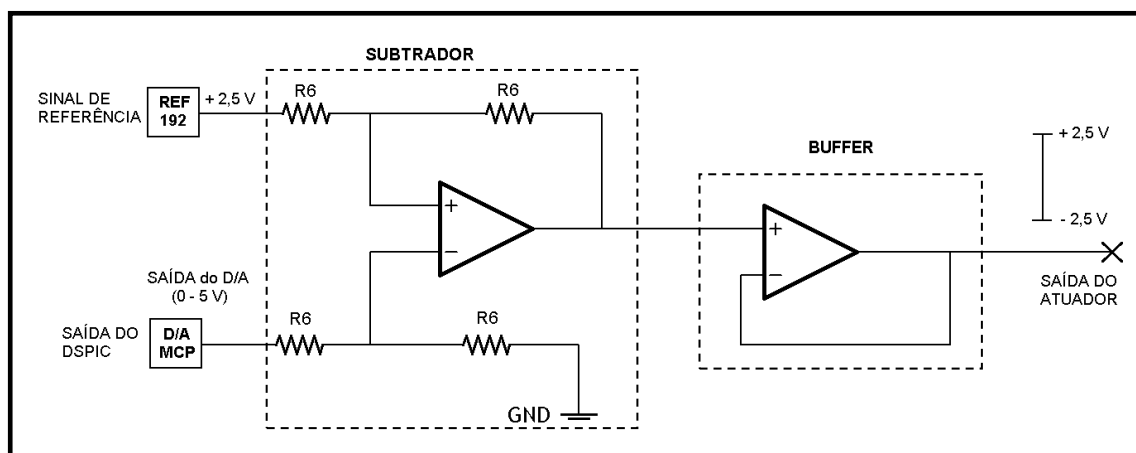 SUBTRADOR
SINAL DE
REFERÊNCIA
REF
192
+ 2,5 V
R6
R6
+
−
SAÍDA do D/A
(0 - 5 V)
SAÍDA DO
DSPIC
D/A
MCP
R6
R6
GND
BUFFER
+
−
+ 2,5 V
- 2,5 V
SAÍDA DO
ATUADOR